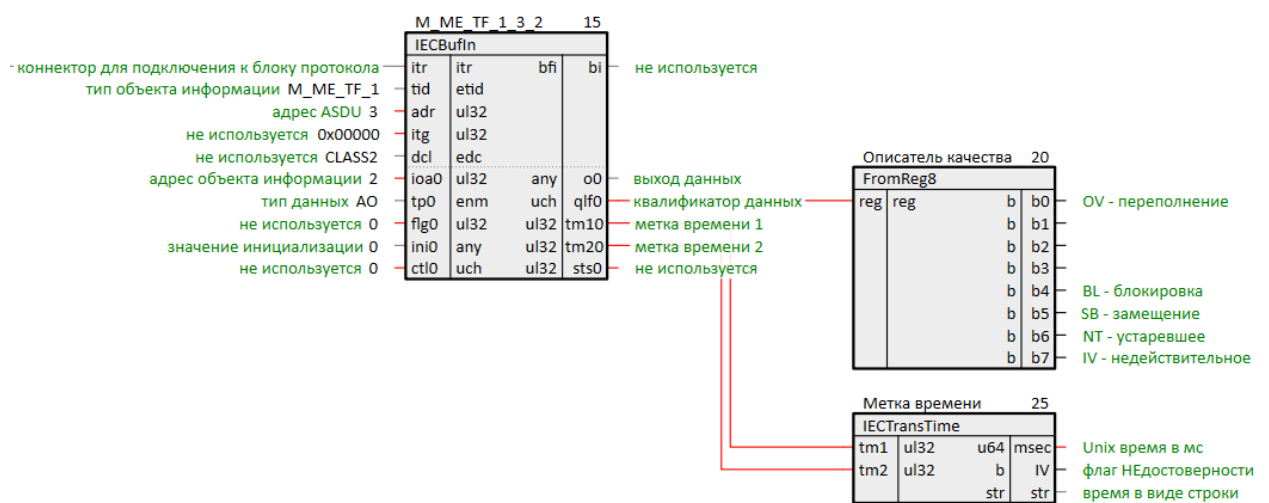 M_ME_TF_1_3_2 15
IECBufIn
коннектор для подключения к блоку протокола itr itr bfi bi не используется
тип объекта информации M_ME_TF_1 tid etid
адрес ASDU 3 adr ul32
не используется 0x00000 itg ul32
не используется CLASS2 dcl edc
адрес объекта информации 2 ioa0 ul32 any o0 выход данных
тип данных AO tp0 enm uch qlf0 квалификатор данных
не используется 0 flg0 ul32 ul32 tm10 метка времени 1
значение инициализации 0 ini0 any ul32 tm20 метка времени 2
не используется 0 ctl0 uch ul32 sts0 не используется
Описатель качества 20
FromReg8
reg reg b b0 OV - переполнение
b b1
b b2
b b3
b b4 BL - блокировка
b b5 SB - замещение
b b6 NT - устаревшее
b b7 IV - недействительное
Метка времени 25
IECTransTime
tm1 ul32 u64 msec Unix время в мс
tm2 ul32 b IV флаг НЕдостоверности
str str время в виде строки